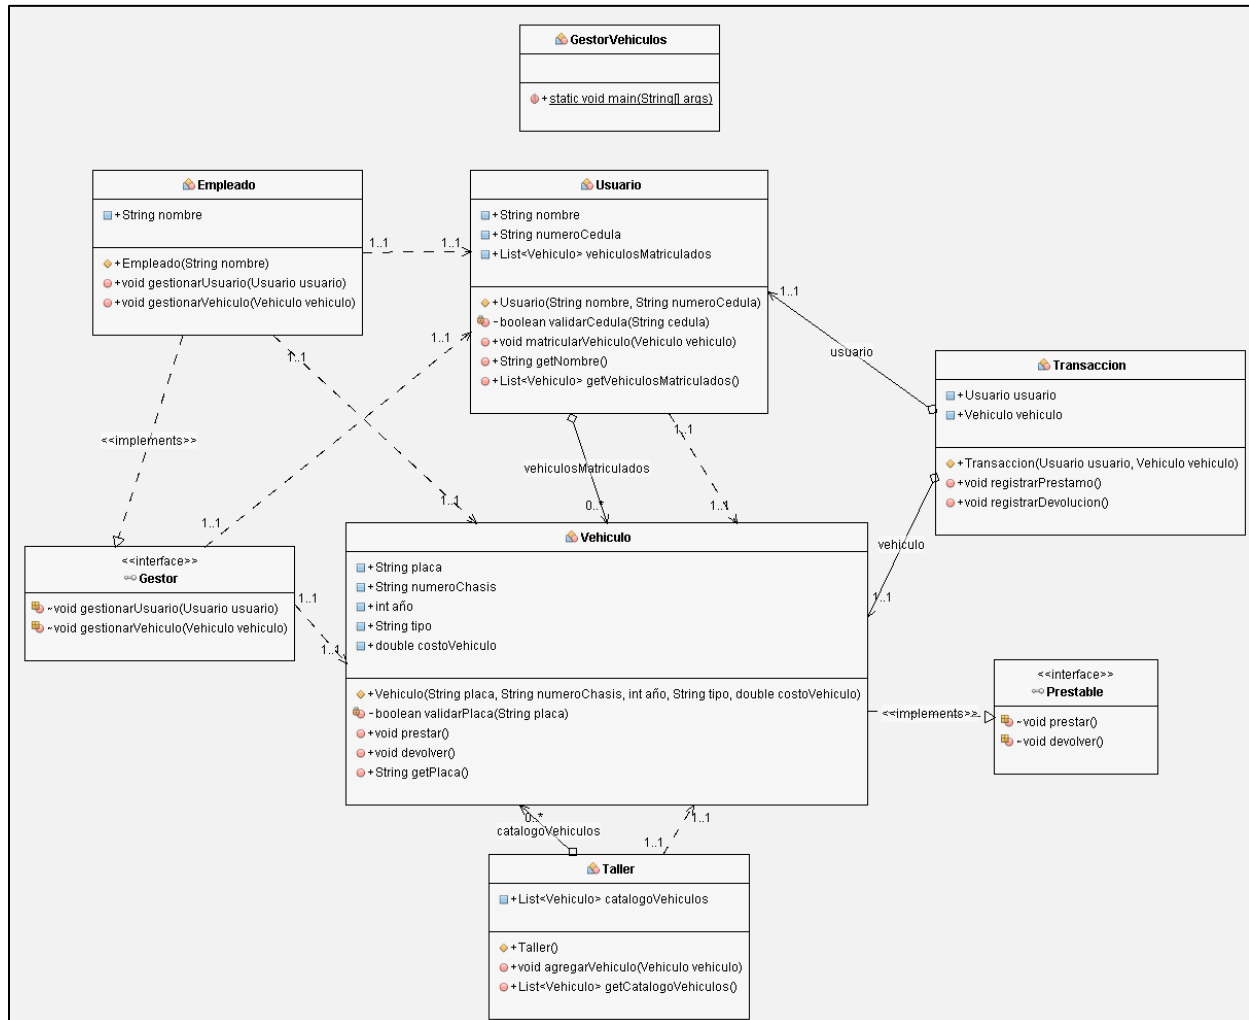 GestorVehiculos
+static void main(String[] args)
Empleado
+String nombre
+Empleado(String nombre)
+void gestionarUsuario(Usuario usuario)
+void gestionarVehiculo(Vehiculo vehiculo)
Usuario
+String nombre
+String numeroCedula
+List<Vehiculo> vehiculosMatriculados
+Usuario(String nombre, String numeroCedula)
-boolean validarCedula(String cedula)
+void matricularVehiculo(Vehiculo vehiculo)
+String getNombre()
+List<Vehiculo> getVehiculosMatriculados()
1..1
1..1
1..1
1..1
1..1
usuario
Transaccion
+Usuario usuario
+Vehiculo vehiculo
+Transaccion(Usuario usuario, Vehiculo vehiculo)
+void registrarPrestamo()
+void registrarDevolucion()
<<implements>>
1..1
vehiculosMatriculados
1..1
0..*
1..1
1..1
vehiculo
1..1
<<interface>>
Gestor
~void gestionarUsuario(Usuario usuario)
~void gestionarVehiculo(Vehiculo vehiculo)
1..1
1..1
Vehiculo
+String placa
+String numeroChasis
+int año
+String tipo
+double costoVehiculo
+Vehiculo(String placa, String numeroChasis, int año, String tipo, double costoVehiculo)
-boolean validarPlaca(String placa)
+void prestar()
+void devolver()
+String getPlaca()
<<implements>>
<<interface>>
Prestable
~void prestar()
~void devolver()
0..*
catalogoVehiculos
1..1
1..1
Taller
+List<Vehiculo> catalogoVehiculos
+Taller()
+void agregarVehiculo(Vehiculo vehiculo)
+List<Vehiculo> getCatalogoVehiculos()